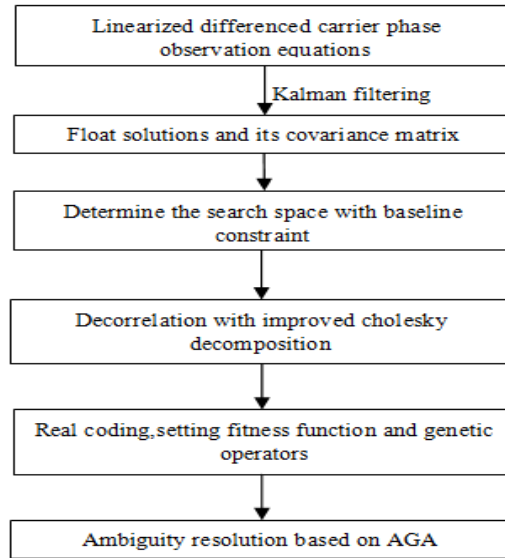 Linearized differenced carrier phase
observation equations
Kalman filtering
Float solutions and its covariance matrix
Determine the search space with baseline
constraint
Decorrelation with improved cholesky
decomposition
Real coding,setting fitness function and genetic
operators
Ambiguity resolution based on AGA